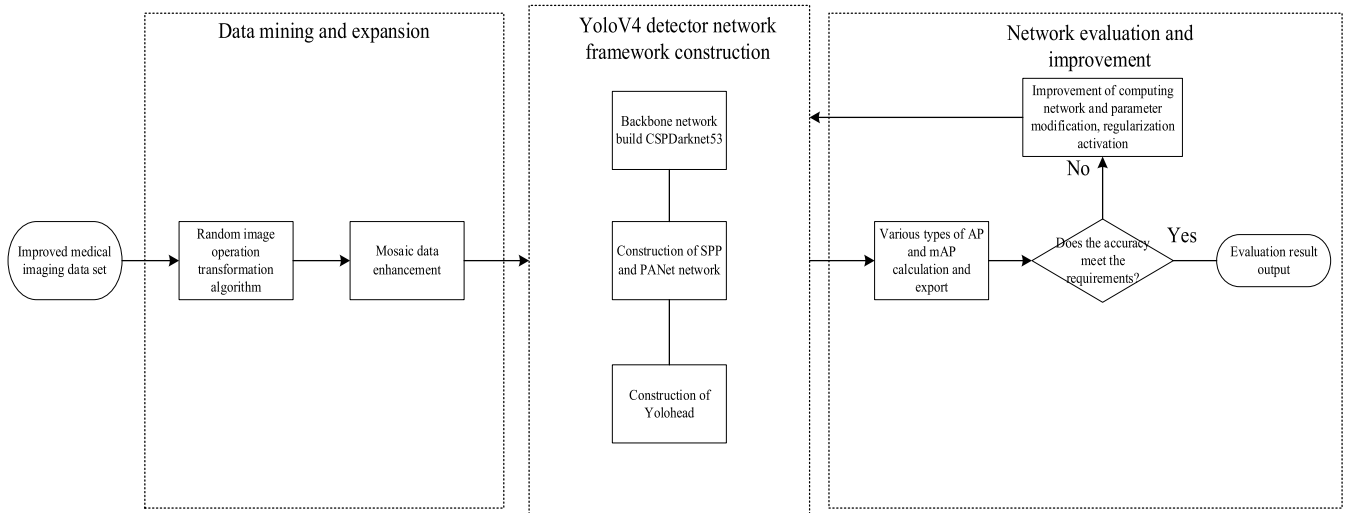 Data mining and expansion
YoloV4 detector network
framework construction
Network evaluation and
improvement
Improved medical
imaging data set
Random image
operation
transformation
algorithm
Mosaic data
enhancement
Backbone network
build CSPDarknet53
Construction of SPP
and PANet network
Construction of
Yolohead
Improvement of computing
network and parameter
modification, regularization
activation
No
Various types of AP
and mAP
calculation and
export
Does the accuracy
meet the
requirements?
Yes
Evaluation result
output